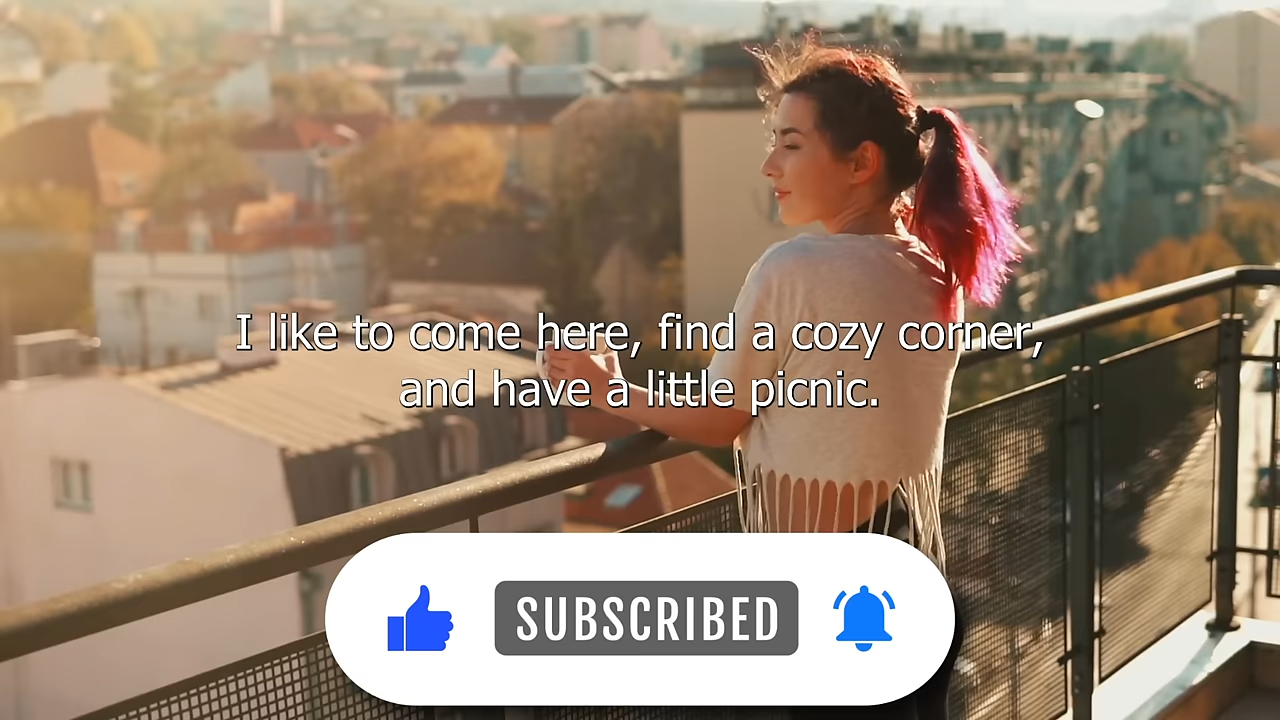 I like to come here, find a cozy corner,
and have a little picnic.
SUBSCRIBED